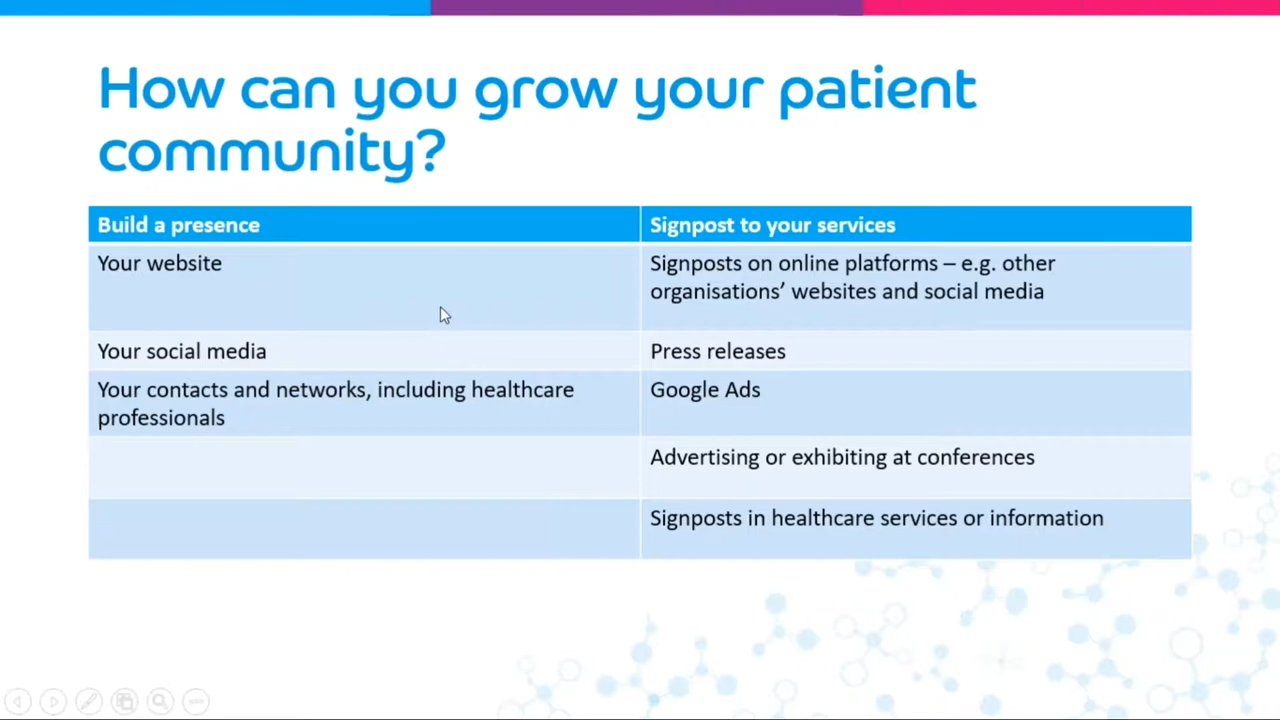 How can you grow your patient
community?
Build a presence
Signpost to your services
Your website
Signposts on online platforms – e.g. other
organisations’ websites and social media
Your social media
Press releases
Your contacts and networks, including healthcare
professionals
Google Ads
Advertising or exhibiting at conferences
Signposts in healthcare services or information